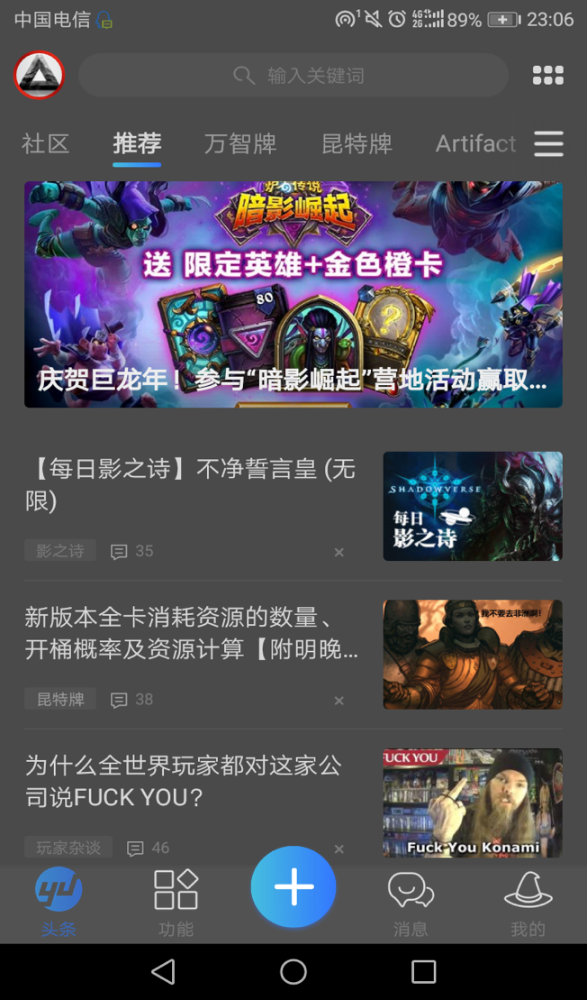 中国电信
1
4G
2G
89%
23:06
输入关键词
社区
推荐
万智牌
昆特牌
Artifact
炉石传说
暗影崛起
送 限定英雄+金色橙卡
80
?
庆贺巨龙年！参与“暗影崛起”营地活动赢取...
【每日影之诗】不净誓言皇 (无
限)
影之诗
35
×
SHADOWVERSE
每日
影之诗
新版本全卡消耗资源的数量、
开桶概率及资源计算【附明晚...
昆特牌
38
×
我不要去非洲啊！
为什么全世界玩家都对这家公
司说FUCK YOU？
玩家杂谈
46
×
FUCK YOU
Fuck You Konami
头条
功能
消息
我的